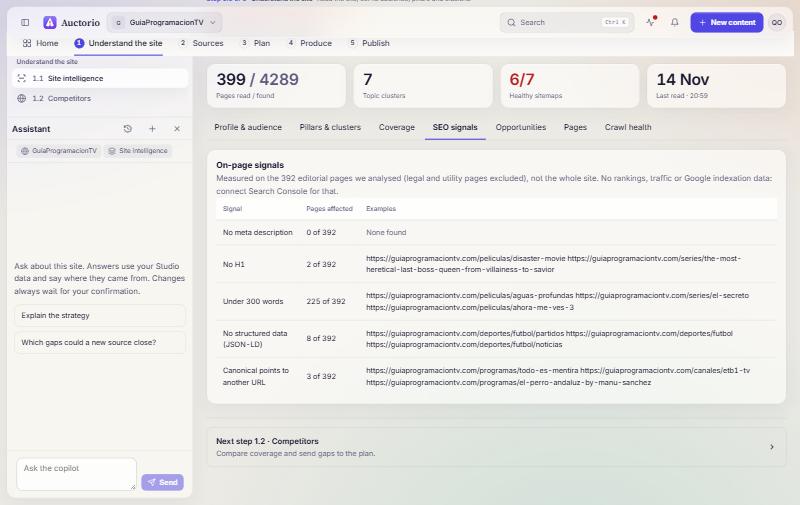 Auctorio
G GuiaProgramacionTV
Search
Ctrl K
New content
GO
Home
1 Understand the site
2 Sources
3 Plan
4 Produce
5 Publish
Understand the site
1.1 Site intelligence
1.2 Competitors
Assistant
GuiaProgramacionTV
Site Intelligence
Ask about this site. Answers use your Studio
data and say where they came from. Changes
always wait for your confirmation.
Explain the strategy
Which gaps could a new source close?
Ask the copilot
Send
399 / 4289
Pages read / found
7
Topic clusters
6/7
Healthy sitemaps
14 Nov
Last read · 20:59
Profile & audience
Pillars & clusters
Coverage
SEO signals
Opportunities
Pages
Crawl health
On-page signals
Measured on the 392 editorial pages we analysed (legal and utility pages excluded), not the whole site. No rankings, traffic or Google indexation data:
connect Search Console for that.
Signal Pages affected Examples
No meta description 0 of 392 None found
No H1 2 of 392 https://guiaprogramaciontv.com/peliculas/disaster-movie https://guiaprogramaciontv.com/series/the-most-
heretical-last-boss-queen-from-villainess-to-savior
Under 300 words 225 of 392 https://guiaprogramaciontv.com/peliculas/aguas-profundas https://guiaprogramaciontv.com/series/el-secreto
https://guiaprogramaciontv.com/peliculas/ahora-me-ves-3
No structured data
(JSON-LD)
8 of 392 https://guiaprogramaciontv.com/deportes/futbol/partidos https://guiaprogramaciontv.com/deportes/futbol
https://guiaprogramaciontv.com/deportes/futbol/noticias
Canonical points to
another URL
3 of 392 https://guiaprogramaciontv.com/programas/todo-es-mentira https://guiaprogramaciontv.com/canales/etb1-tv
https://guiaprogramaciontv.com/programas/el-perro-andaluz-by-manu-sanchez
Next step 1.2 · Competitors
Compare coverage and send gaps to the plan.